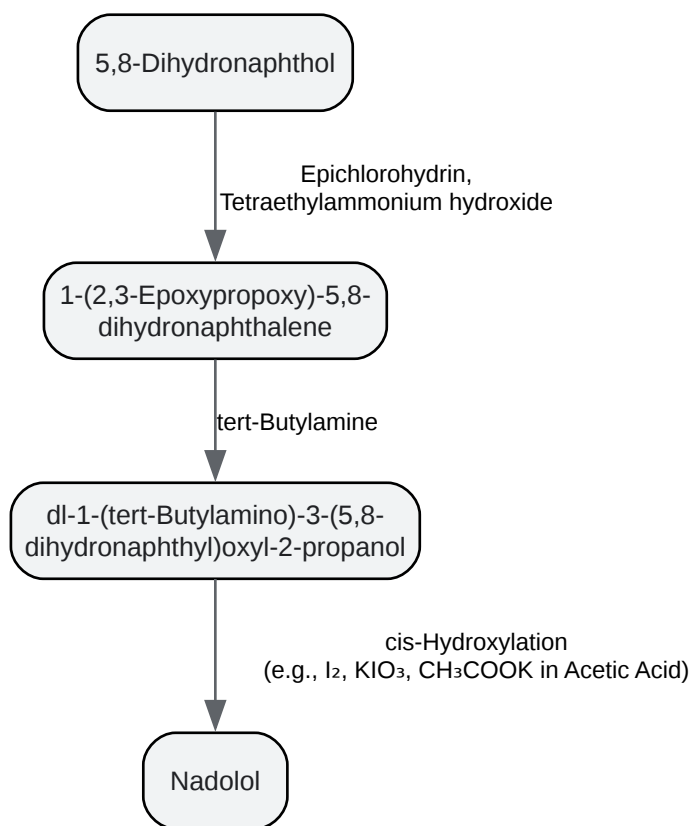 5,8-Dihydronaphthol
Epichlorohydrin,
Tetraethylammonium hydroxide
1-(2,3-Epoxypropoxy)-5,8-
dihydronaphthalene
tert-Butylamine
dl-1-(tert-Butylamino)-3-(5,8-
dihydronaphthyl)oxyl-2-propanol
cis-Hydroxylation
(e.g., I₂, KIO₃, CH₃COOK in Acetic Acid)
Nadolol